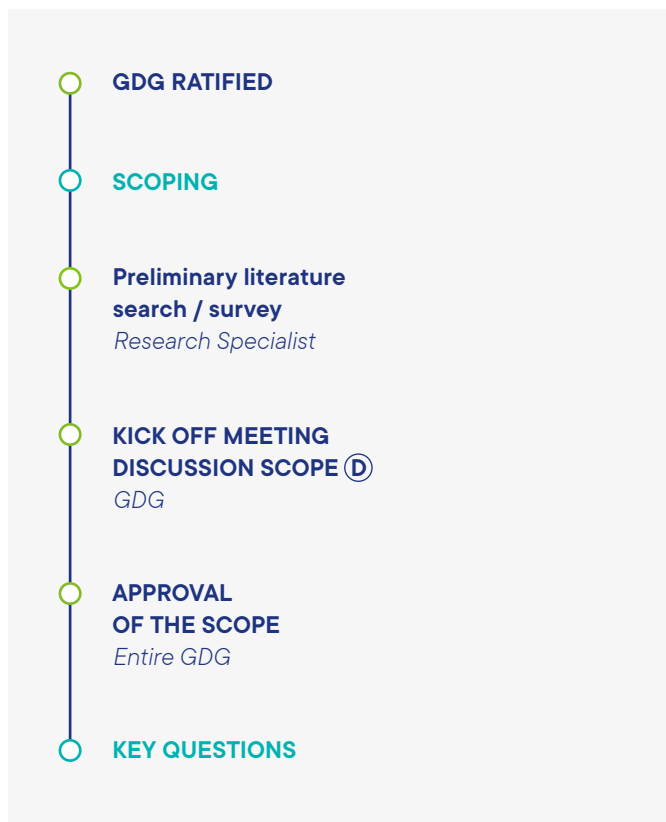 GDG RATIFIED
SCOPING
Preliminary literature
search / survey
Research Specialist
KICK OFF MEETING
DISCUSSION SCOPE Ⓓ
GDG
APPROVAL
OF THE SCOPE
Entire GDG
KEY QUESTIONS